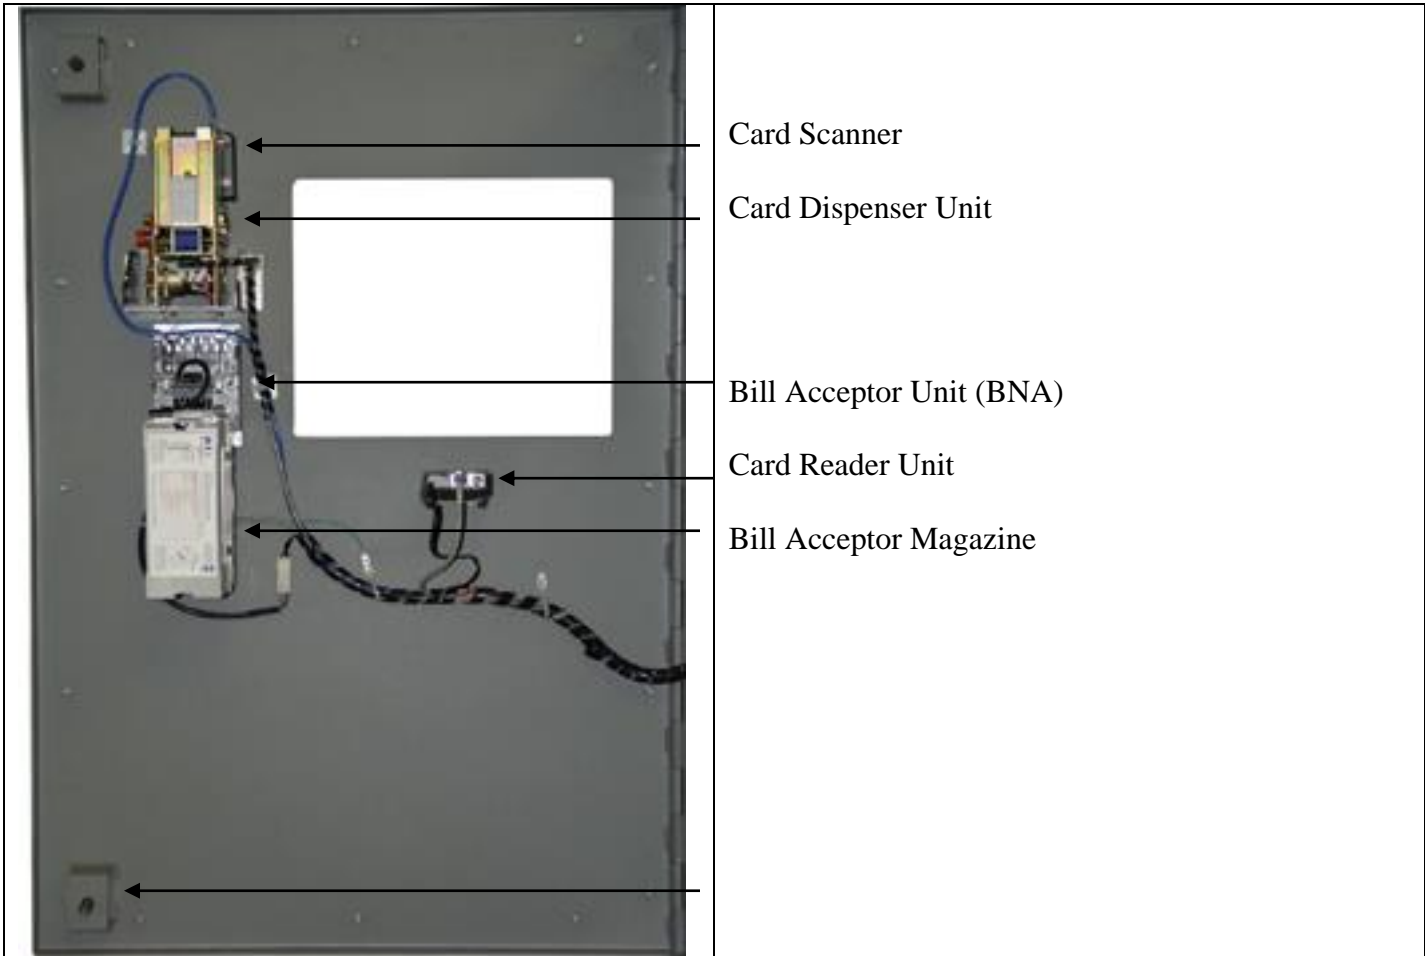 Card Scanner
Card Dispenser Unit
Bill Acceptor Unit (BNA)
Card Reader Unit
Bill Acceptor Magazine